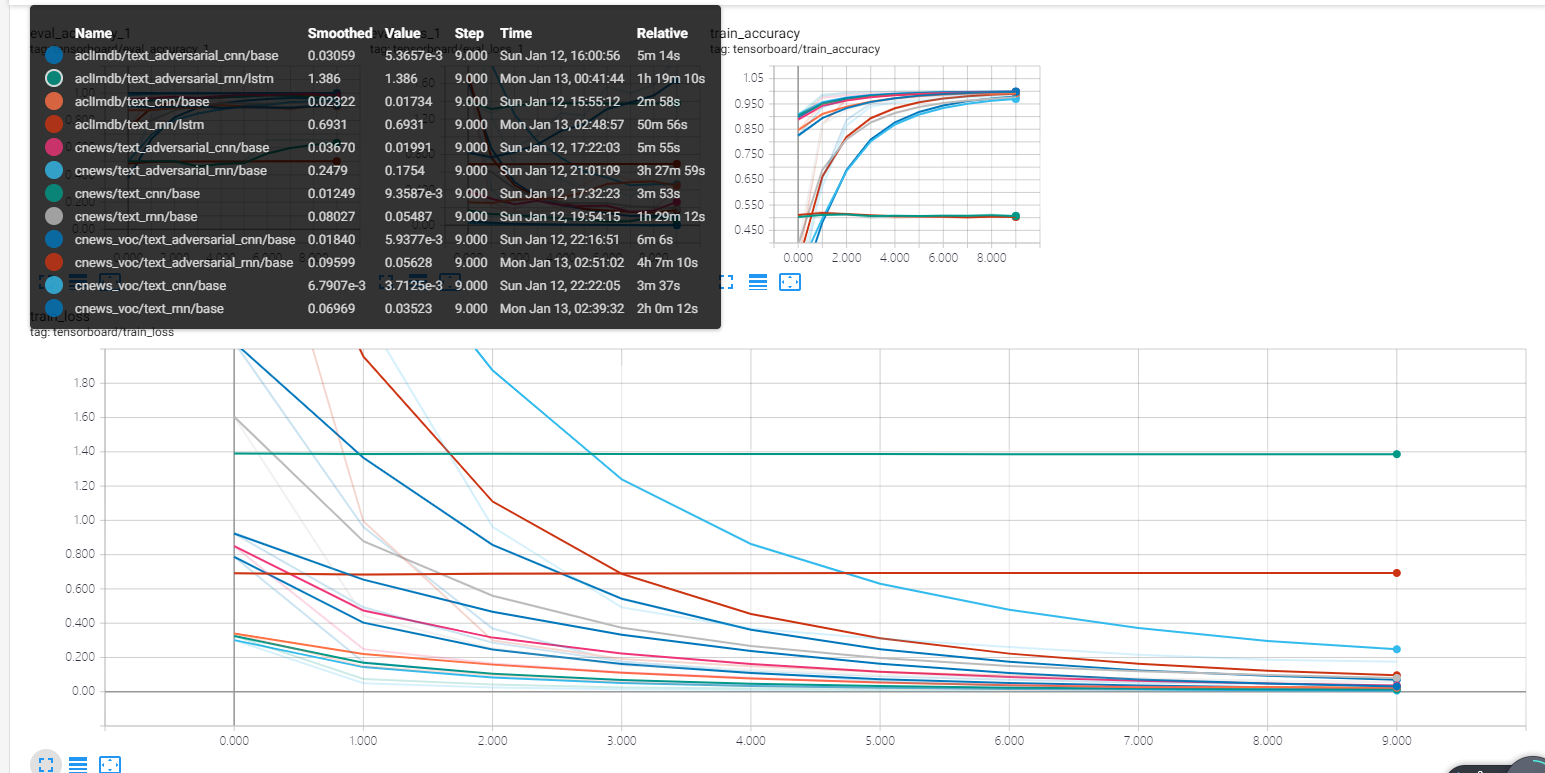 Name Smoothed Value Step Time Relative
aclImdb/text_adversarial_cnn/base 0.03059 5.3657e-3 9.000 Sun Jan 12, 16:00:56 5m 14s
aclImdb/text_adversarial_rnn/lstm 1.386 1.386 9.000 Mon Jan 13, 00:41:44 1h 19m 10s
aclImdb/text_cnn/base 0.02322 0.01734 9.000 Sun Jan 12, 15:55:12 2m 58s
aclImdb/text_rnn/lstm 0.6931 0.6931 9.000 Mon Jan 13, 02:48:57 50m 56s
cnews/text_adversarial_cnn/base 0.03670 0.01991 9.000 Sun Jan 12, 17:22:03 5m 55s
cnews/text_adversarial_rnn/base 0.2479 0.1754 9.000 Sun Jan 12, 21:01:09 3h 27m 59s
cnews/text_cnn/base 0.01249 9.3587e-3 9.000 Sun Jan 12, 17:32:23 3m 53s
cnews/text_rnn/base 0.08027 0.05487 9.000 Sun Jan 12, 19:54:15 1h 29m 12s
cnews_voc/text_adversarial_cnn/base 0.01840 5.9377e-3 9.000 Sun Jan 12, 22:16:51 6m 6s
cnews_voc/text_adversarial_rnn/base 0.09599 0.05628 9.000 Mon Jan 13, 02:51:02 4h 7m 10s
cnews_voc/text_cnn/base 6.7907e-3 3.7125e-3 9.000 Sun Jan 12, 22:22:05 3m 37s
cnews_voc/text_rnn/base 0.06969 0.03523 9.000 Mon Jan 13, 02:39:32 2h 0m 12s
eval_accuracy_1
tag: tensorboard/eval_accuracy_1
tag: tensorboard/eval_loss_1
train_accuracy
tag: tensorboard/train_accuracy
1.05
0.950
0.850
0.750
0.650
0.550
0.450
0.000 2.000 4.000 6.000 8.000
train_loss
tag: tensorboard/train_loss
1.80
1.60
1.40
1.20
1.00
0.800
0.600
0.400
0.200
0.00
0.000 1.000 2.000 3.000 4.000 5.000 6.000 7.000 8.000 9.000